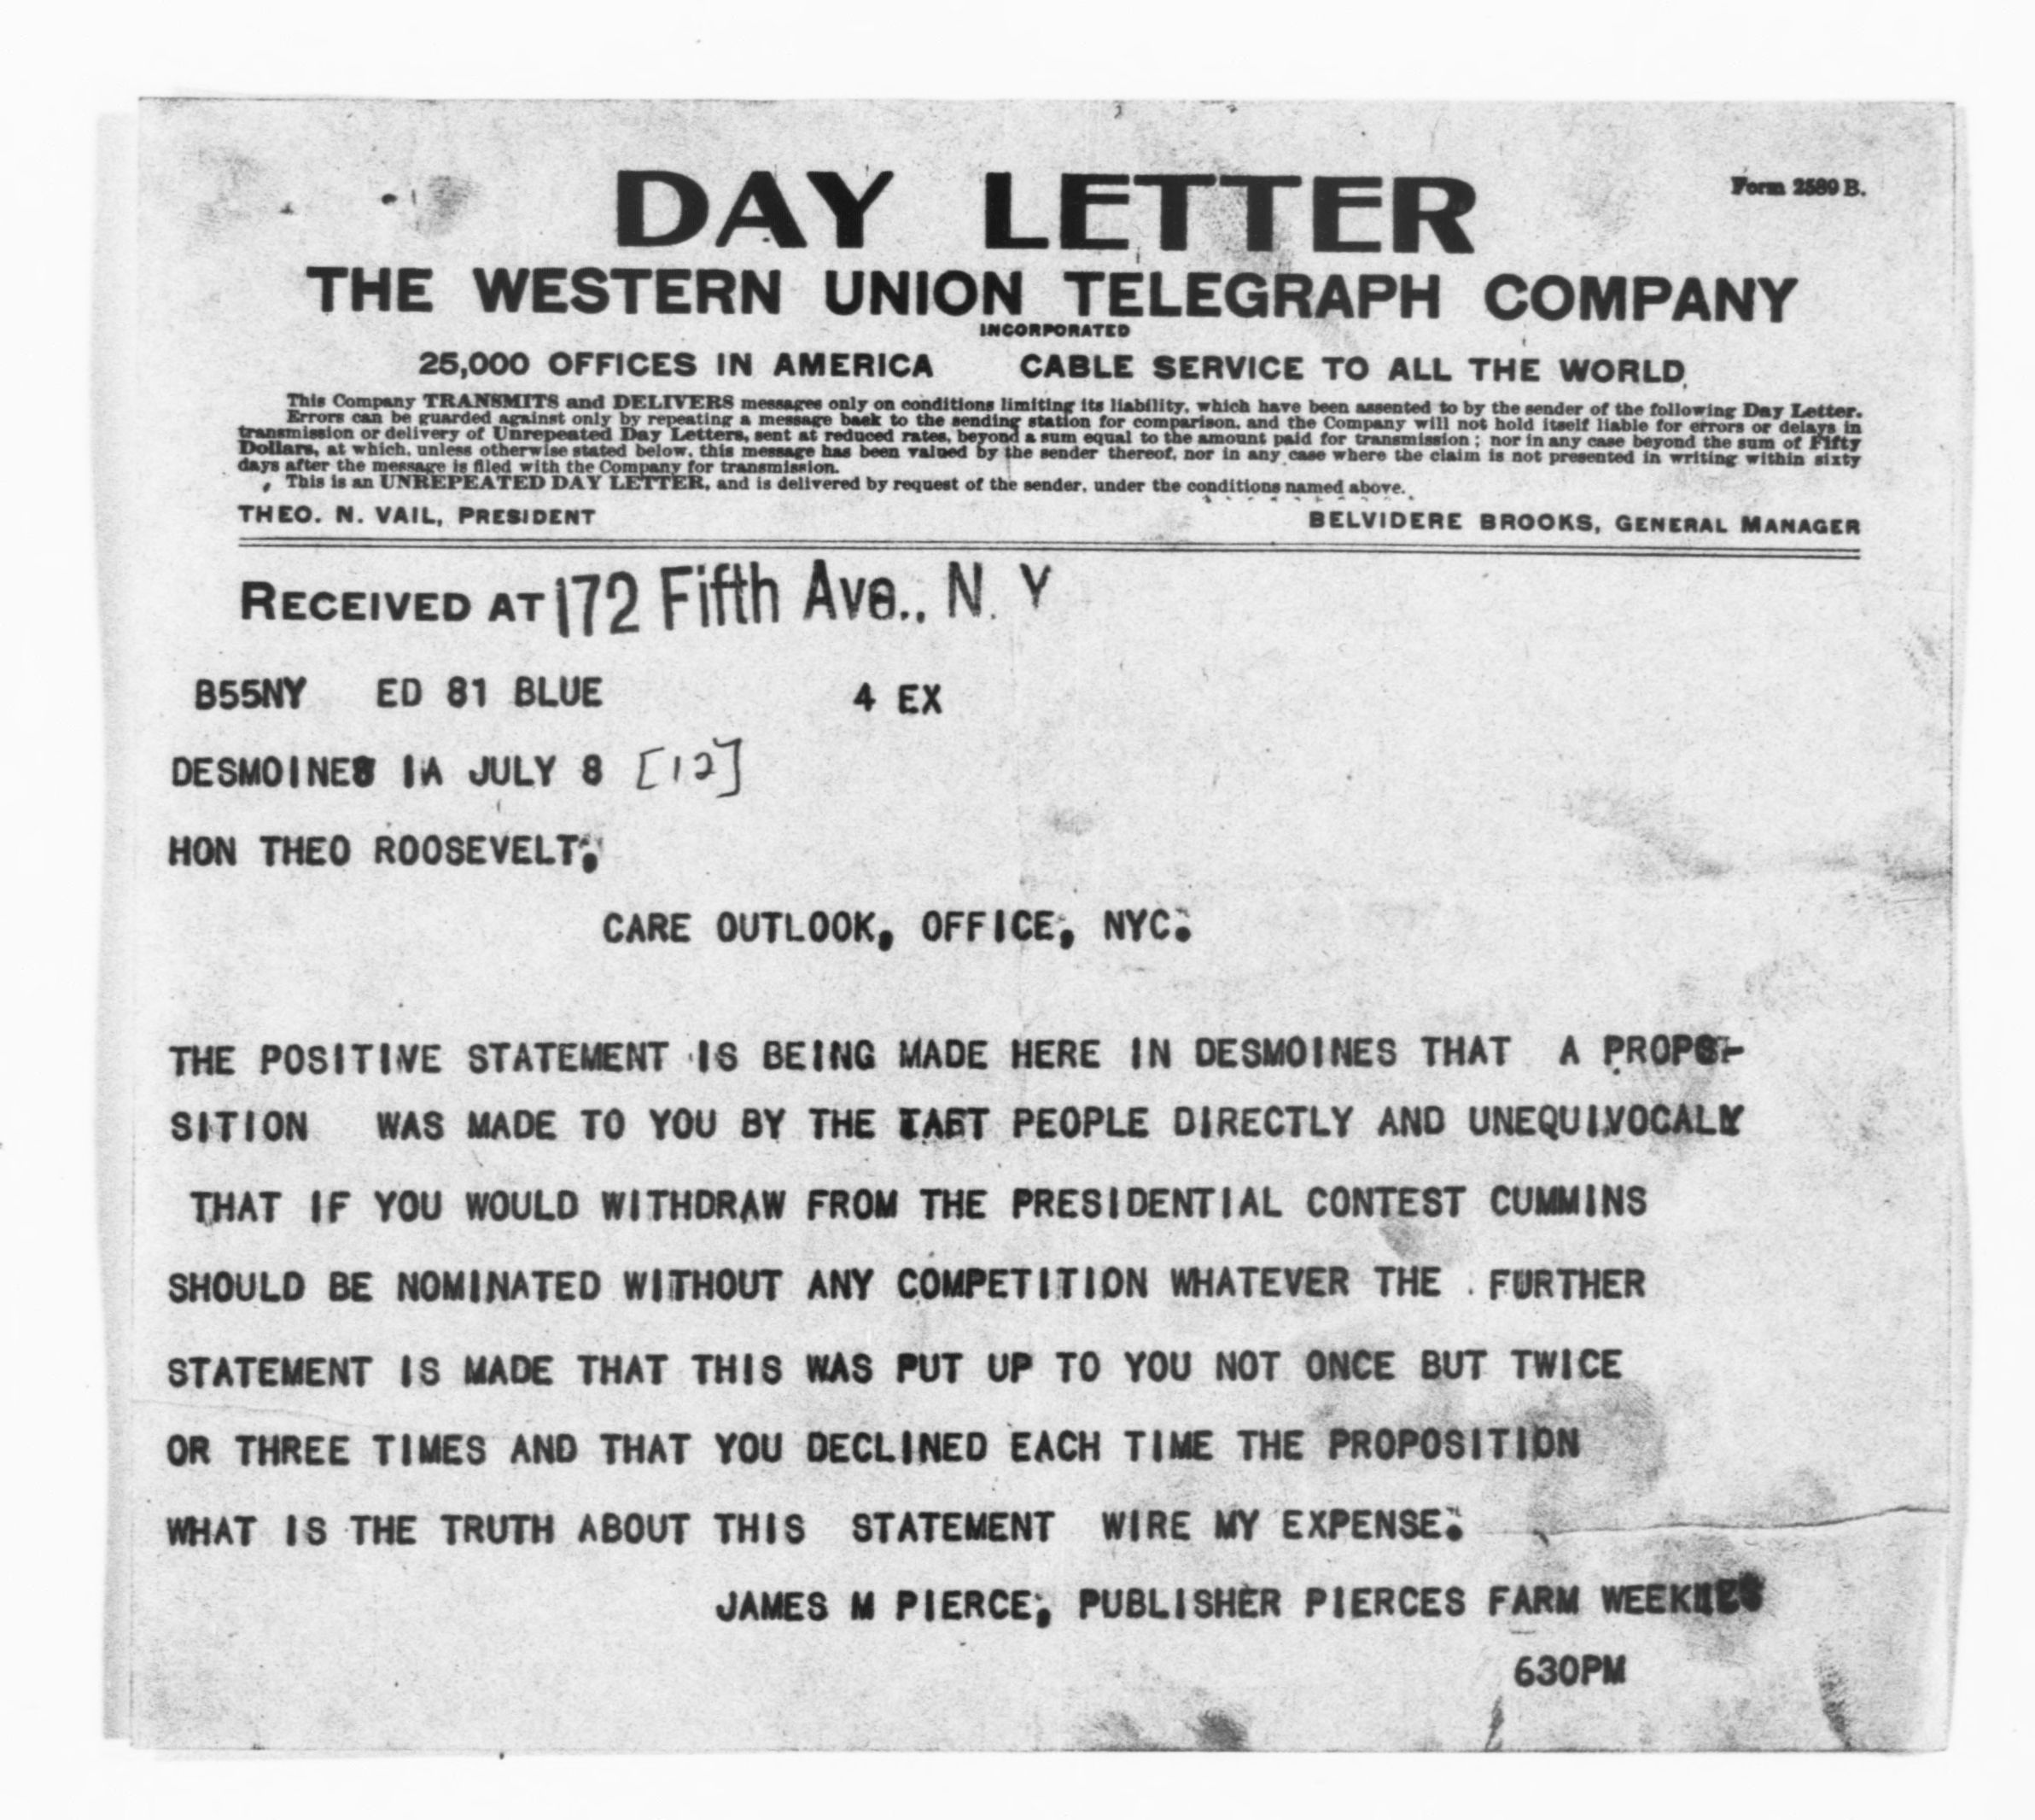 DAY LETTER
Form 2589 B.
THE WESTERN UNION TELEGRAPH COMPANY
INCORPORATED
25,000 OFFICES IN AMERICA CABLE SERVICE TO ALL THE WORLD
This Company TRANSMITS and DELIVERS messages only on conditions limiting its liability, which have been assented to by the sender of the following Day Letter.
Errors can be guarded against only by repeating a message back to the sending station for comparison, and the Company will not hold itself liable for errors or delays in
transmission or delivery of Unrepeated Day Letters, sent at reduced rates, beyond a sum equal to the amount paid for transmission; nor in any case beyond the sum of Fifty
Dollars, at which, unless otherwise stated below, this message has been valued by the sender thereof, nor in any case where the claim is not presented in writing within sixty
days after the message is filed with the Company for transmission.
This is an UNREPEATED DAY LETTER, and is delivered by request of the sender, under the conditions named above.
THEO. N. VAIL, PRESIDENT BELVIDERE BROOKS, GENERAL MANAGER
RECEIVED AT 172 Fifth Ave., N. Y
B55NY ED 81 BLUE 4 EX
DESMOINES IA JULY 8 [12]
HON THEO ROOSEVELT,
CARE OUTLOOK, OFFICE, NYC.
THE POSITIVE STATEMENT IS BEING MADE HERE IN DESMOINES THAT A PROPO-
SITION WAS MADE TO YOU BY THE PEOPLE DIRECTLY AND UNEQUIVOCALLY
THAT IF YOU WOULD WITHDRAW FROM THE PRESIDENTIAL CONTEST CUMMINS
SHOULD BE NOMINATED WITHOUT ANY COMPETITION WHATEVER THE FURTHER
STATEMENT IS MADE THAT THIS WAS PUT UP TO YOU NOT ONCE BUT TWICE
OR THREE TIMES AND THAT YOU DECLINED EACH TIME THE PROPOSITION
WHAT IS THE TRUTH ABOUT THIS STATEMENT WIRE MY EXPENSE.
JAMES M PIERCE, PUBLISHER PIERCES FARM WEEKLIES
630PM